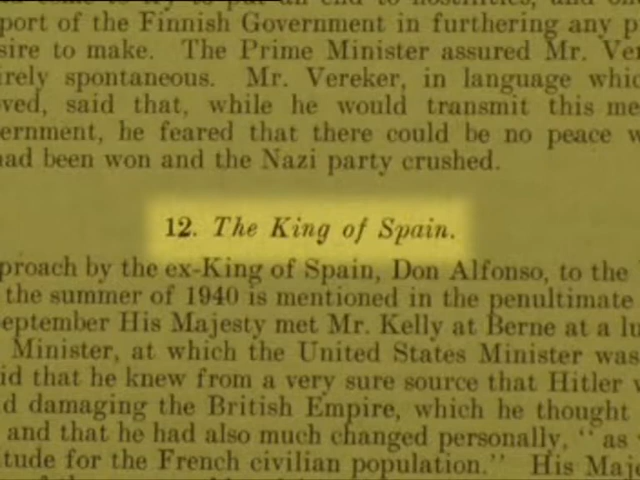 port of the Finnish Government in furthering any p
sire to make. The Prime Minister assured Mr. Ver
irely spontaneous. Mr. Vereker, in language whic
oved, said that, while he would transmit this me
ernment, he feared that there could be no peace w
had been won and the Nazi party crushed.
12. The King of Spain.
proach by the ex-King of Spain, Don Alfonso, to the
the summer of 1940 is mentioned in the penultimate
eptember His Majesty met Mr. Kelly at Berne at a lu
Minister, at which the United States Minister was
id that he knew from a very sure source that Hitler
d damaging the British Empire, which he thought
and that he had also much changed personally, " as
tude for the French civilian population." His Maj